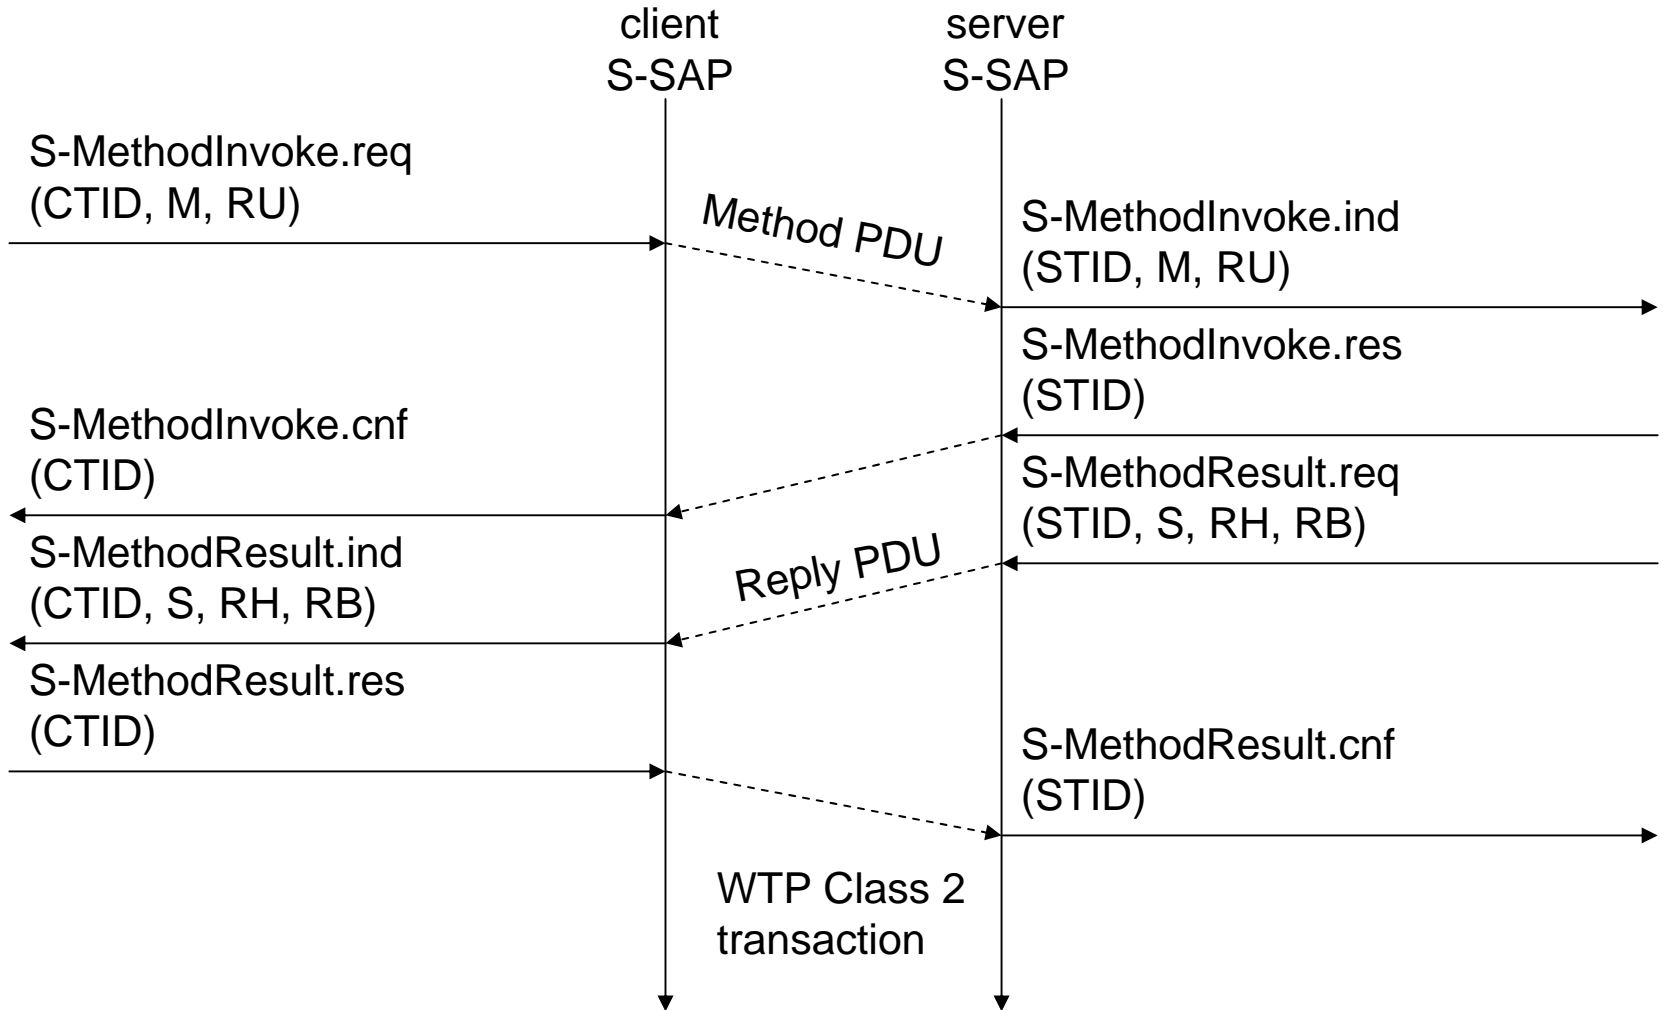 client
S-SAP
server
S-SAP
S-MethodInvoke.req
(CTID, M, RU)
Method PDU
S-MethodInvoke.ind
(STID, M, RU)
S-MethodInvoke.res
(STID)
S-MethodInvoke.cnf
(CTID)
S-MethodResult.req
(STID, S, RH, RB)
Reply PDU
S-MethodResult.ind
(CTID, S, RH, RB)
S-MethodResult.res
(CTID)
S-MethodResult.cnf
(STID)
WTP Class 2
transaction